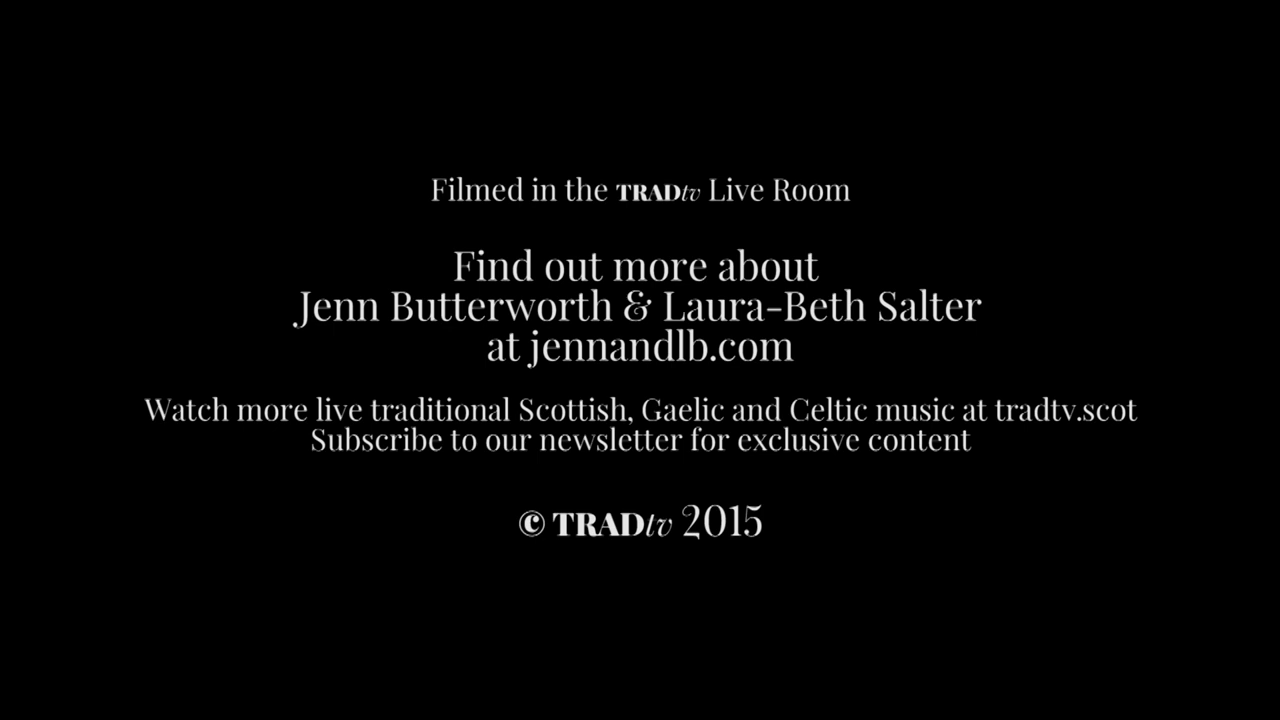 Filmed in the TRADtv Live Room
Find out more about
Jenn Butterworth & Laura-Beth Salter
at jennandlb.com
Watch more live traditional Scottish, Gaelic and Celtic music at tradtv.scot
Subscribe to our newsletter for exclusive content
© TRADtv 2015